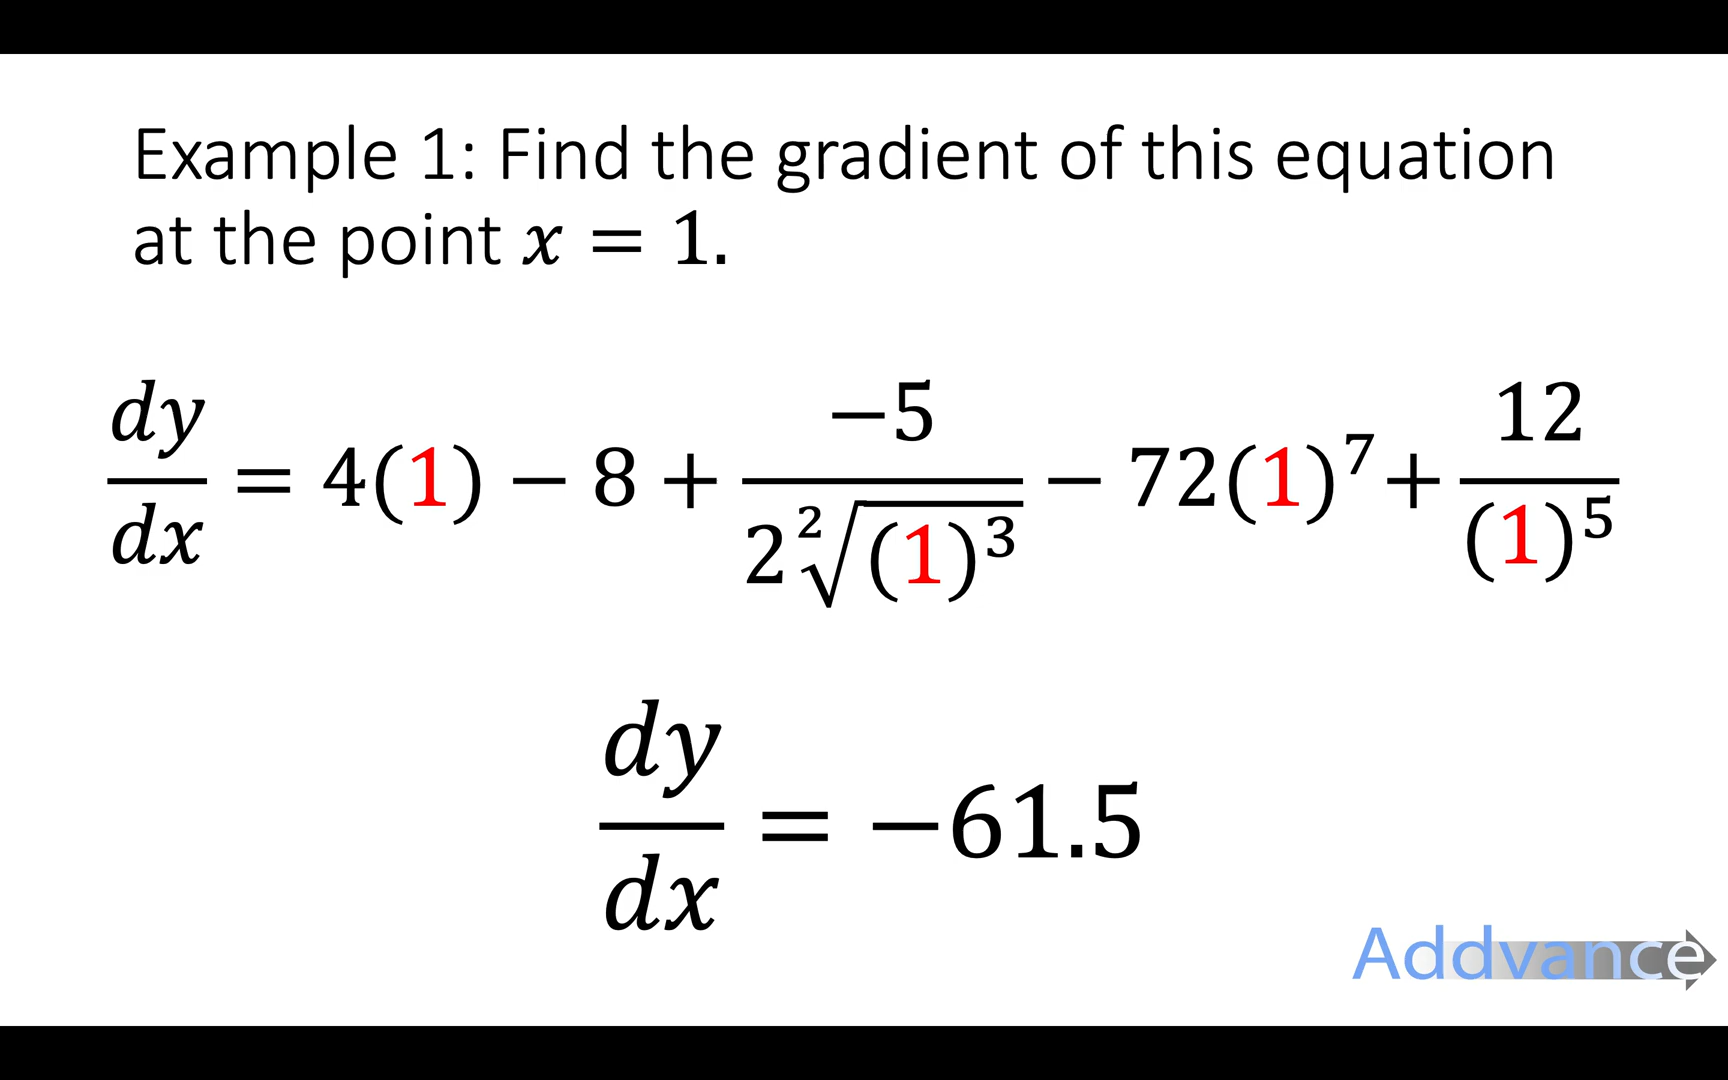 Example 1: Find the gradient of this equation
at the point x = 1.
dy/dx = 4(1) − 8 + −5/(2 ²√((1)³)) − 72(1)⁷ + 12/(1)⁵
dy/dx = −61.5
Addvance